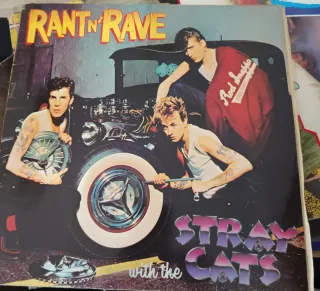 RANT N' RAVE
with the
STRAY
CATS